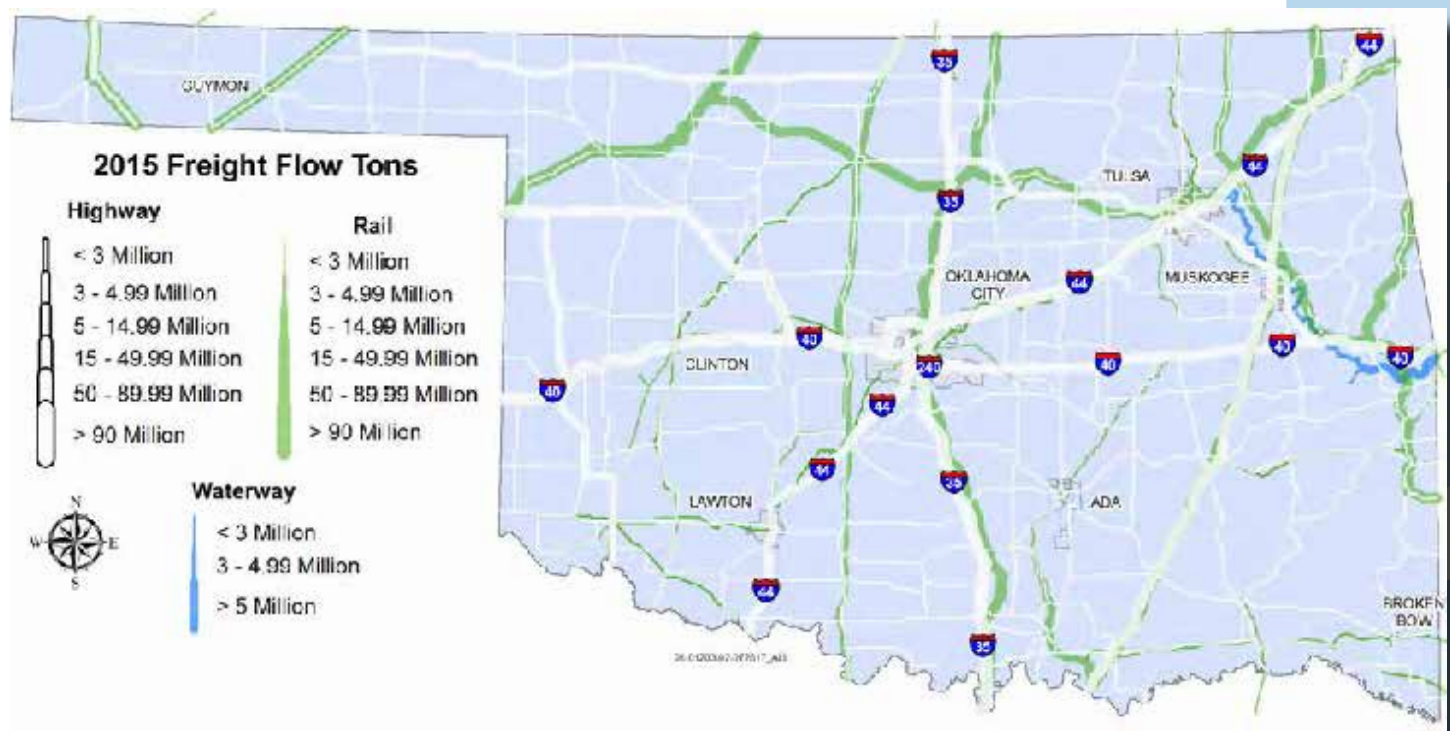 GUYMON
2015 Freight Flow Tons
Highway
< 3 Million
3 - 4.99 Million
5 - 14.99 Million
15 - 49.99 Million
50 - 89.99 Million
> 90 Million
Rail
< 3 Million
3 - 4.99 Million
5 - 14.99 Million
15 - 49.99 Million
50 - 89.99 Million
> 90 Million
Waterway
< 3 Million
3 - 4.99 Million
> 5 Million
N
W
E
S
35
44
44
TULSA
35
OKLAHOMA
CITY
44
MUSKOGEE
40
CLINTON
240
40
40
40
40
44
44
35
LAWTON
ADA
44
35
BROKEN
BOW